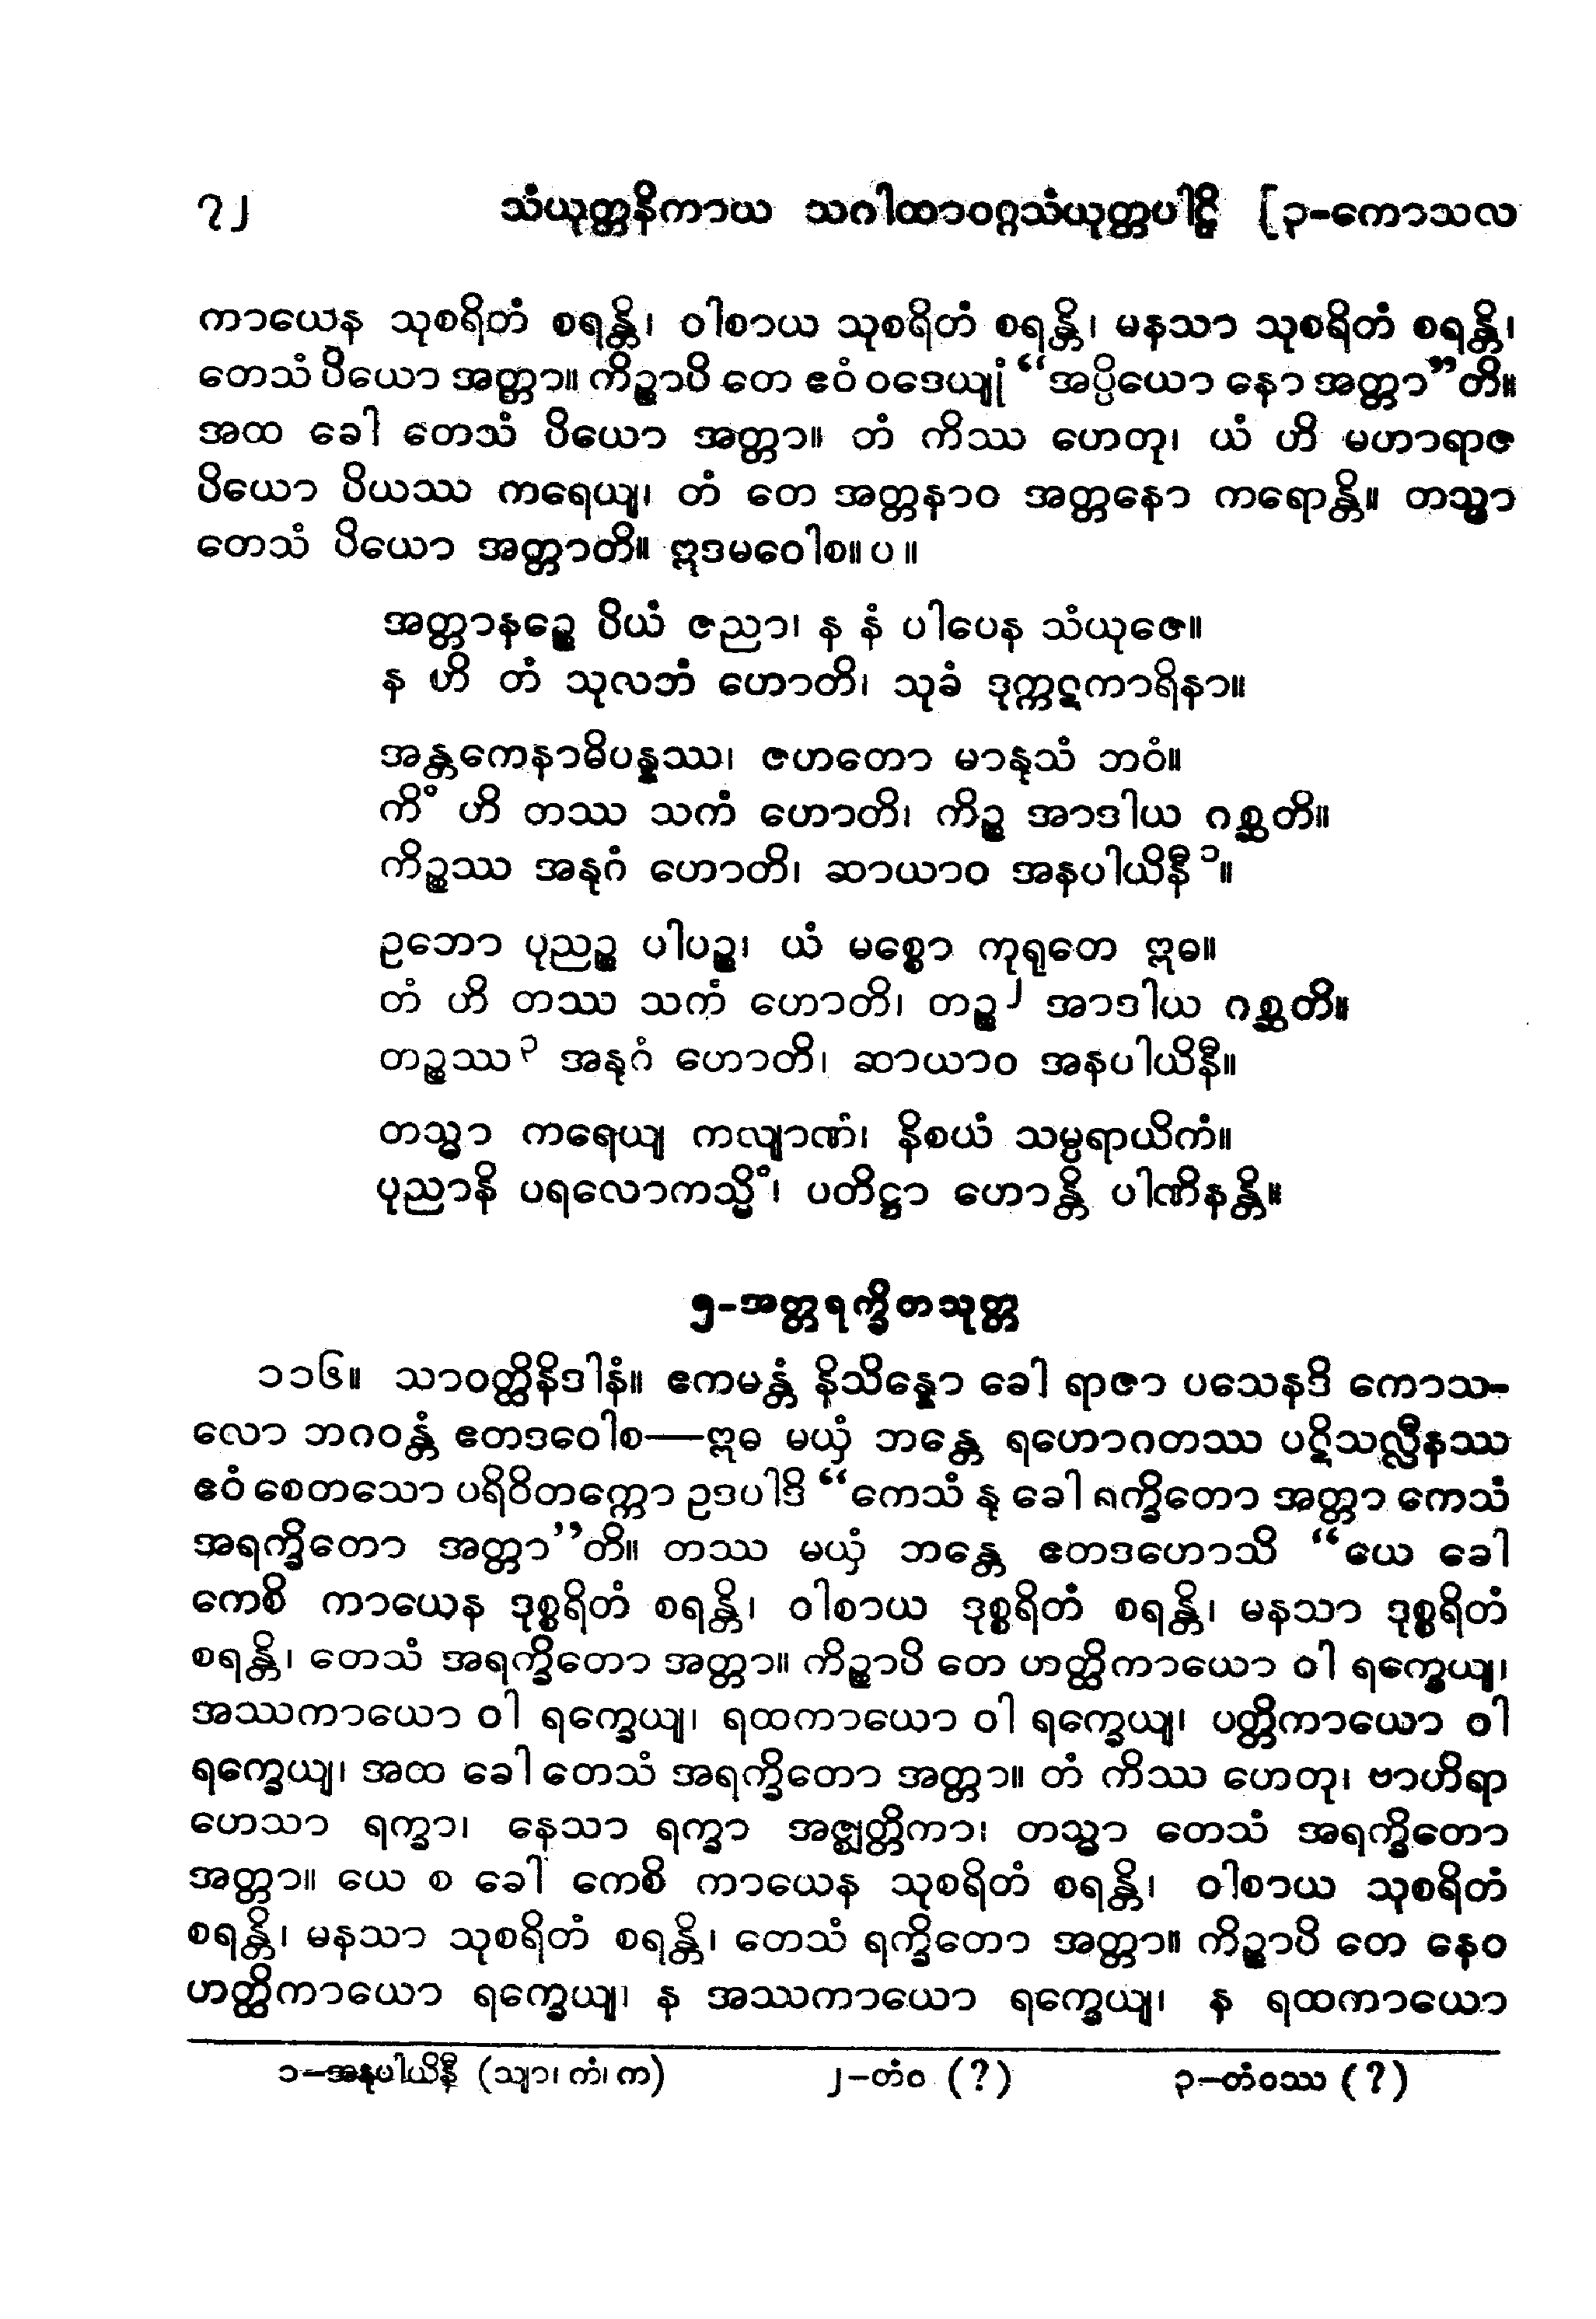 ၇၂ သံယုတ္တနိကာယ သဂါထာဝဂ္ဂသံယုတ္တပါဠိ [၃-ကောသလ
ကာယေန သုစရိတံ စရန္တိ၊ ဝါစာယ သုစရိတံ စရန္တိ၊ မနသာ သုစရိတံ စရန္တိ၊
တေသံ ပိယော အတ္တာ။ ကိဉ္စာပိ တေ ဧဝံ ဝဒေယျုံ “အပ္ပိယော နော အတ္တာ”တိ။
အထ ခေါ တေသံ ပိယော အတ္တာ။ တံ ကိဿ ဟေတု၊ ယံ ဟိ မဟာရာဇ
ပိယော ပိယဿ ကရေယျ၊ တံ တေ အတ္တနာဝ အတ္တနော ကရောန္တိ။ တသ္မာ
တေသံ ပိယော အတ္တာတိ။ ဣဒမဝေါစ။ ပ ။
အတ္တာနဉ္စေ ပိယံ ဇညာ၊ န နံ ပါပေန သံယုဇေ။
န ဟိ တံ သုလဘံ ဟောတိ၊ သုခံ ဒုက္ကဋကာရိနာ။
အန္တကေနာဓိပန္နဿ၊ ဇဟတော မာနုသံ ဘဝံ။
ကိံ ဟိ တဿ သကံ ဟောတိ၊ ကိဉ္စ အာဒါယ ဂစ္ဆတိ။
ကိဉ္စဿ အနုဂံ ဟောတိ၊ ဆာယာဝ အနပါယိနီ ၁။
ဥဘော ပုညဉ္စ ပါပဉ္စ၊ ယံ မစ္စော ကုရုတေ ဣဓ။
တံ ဟိ တဿ သကံ ဟောတိ၊ တဉ္စ ၂ အာဒါယ ဂစ္ဆတိ။
တဉ္စဿ ၃ အနုဂံ ဟောတိ၊ ဆာယာဝ အနပါယိနီ။
တသ္မာ ကရေယျ ကလျာဏံ၊ နိစယံ သမ္ပရာယိကံ။
ပုညာနိ ပရလောကသ္မိံ၊ ပတိဋ္ဌာ ဟောန္တိ ပါဏိနန္တိ။
၅-အတ္တရက္ခိတသုတ္တ
၁၁၆။ သာဝတ္ထိနိဒါနံ။ ဧကမန္တံ နိသိန္နော ခေါ ရာဇာ ပသေနဒိ ကောသ-
လော ဘဂဝန္တံ ဧတဒဝေါစ—ဣဓ မယှံ ဘန္တေ ရဟောဂတဿ ပဋိသလ္လီနဿ
ဧဝံ စေတသော ပရိဝိတက္ကော ဥဒပါဒိ “ကေသံ နု ခေါ ရက္ခိတော အတ္တာ ကေသံ
အရက္ခိတော အတ္တာ”တိ။ တဿ မယှံ ဘန္တေ ဧတဒဟောသိ “ယေ ခေါ
ကေစိ ကာယေန ဒုစ္စရိတံ စရန္တိ၊ ဝါစာယ ဒုစ္စရိတံ စရန္တိ၊ မနသာ ဒုစ္စရိတံ
စရန္တိ၊ တေသံ အရက္ခိတော အတ္တာ။ ကိဉ္စာပိ တေ ဟတ္ထိကာယော ဝါ ရက္ခေယျ၊
အဿကာယော ဝါ ရက္ခေယျ၊ ရထကာယော ဝါ ရက္ခေယျ၊ ပတ္တိကာယော ဝါ
ရက္ခေယျ၊ အထ ခေါ တေသံ အရက္ခိတော အတ္တာ။ တံ ကိဿ ဟေတု၊ ဗာဟိရာ
ဟေသာ ရက္ခာ၊ နေသာ ရက္ခာ အဇ္ဈတ္တိကာ၊ တသ္မာ တေသံ အရက္ခိတော
အတ္တာ။ ယေ စ ခေါ ကေစိ ကာယေန သုစရိတံ စရန္တိ၊ ဝါစာယ သုစရိတံ
စရန္တိ၊ မနသာ သုစရိတံ စရန္တိ၊ တေသံ ရက္ခိတော အတ္တာ။ ကိဉ္စာပိ တေ နေဝ
ဟတ္ထိကာယော ရက္ခေယျ၊ န အဿကာယော ရက္ခေယျ၊ န ရထကာယော
၁-အနုပါယိနီ (သျာ၊ ကံ၊ က) ၂-တံဝ (?) ၃-တံဝဿ (?)